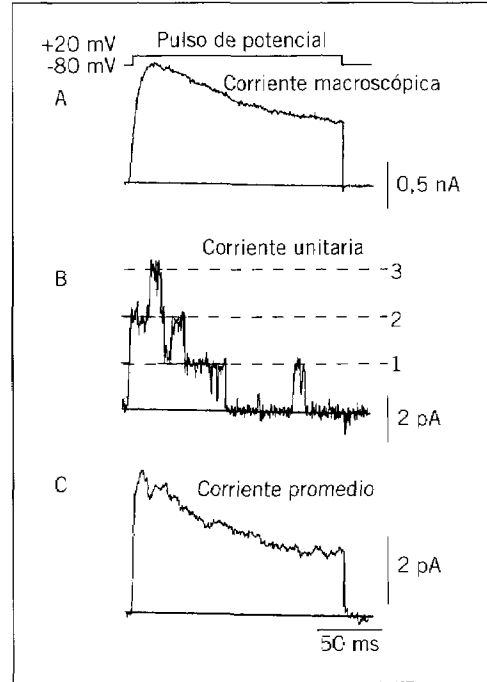 +20 mV
Pulso de potencial
-80 mV
Corriente macroscópica
A
0,5 nA
Corriente unitaria
3
B
2
1
2 pA
C
Corriente promedio
2 pA
50 ms